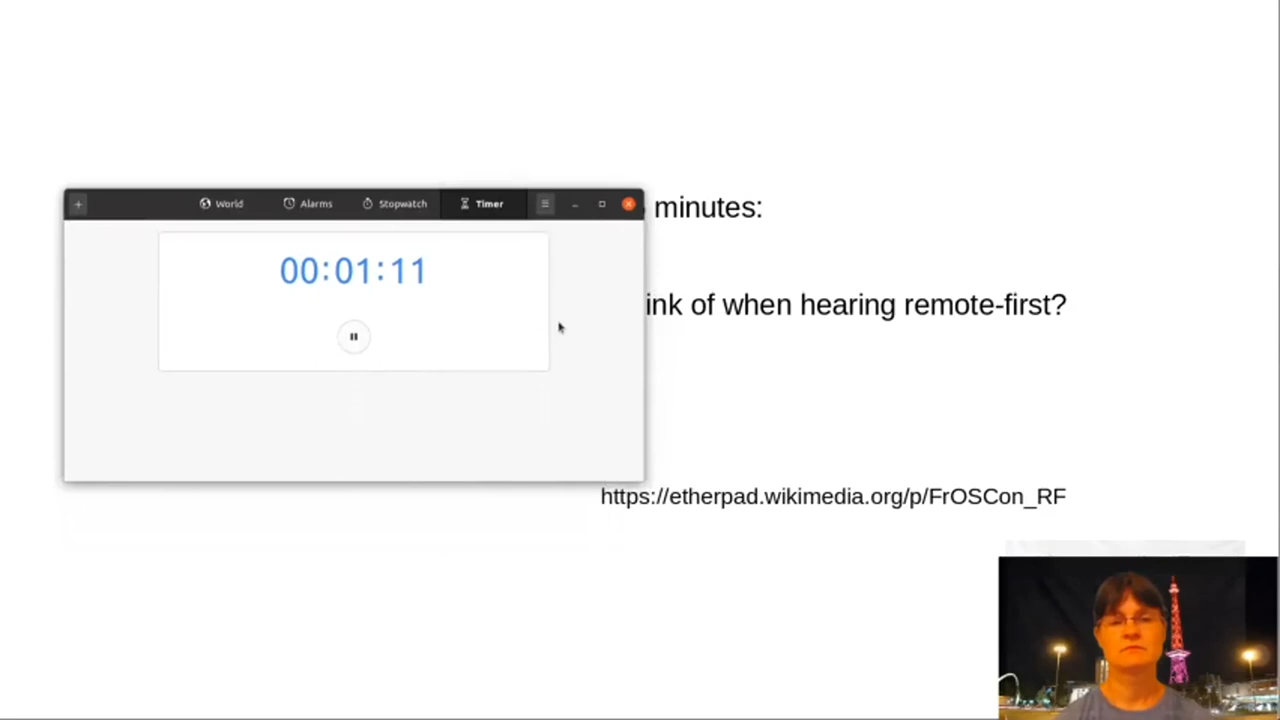 World Alarms Stopwatch Timer
minutes:
00:01:11
ink of when hearing remote-first?
https://etherpad.wikimedia.org/p/FrOSCon_RF